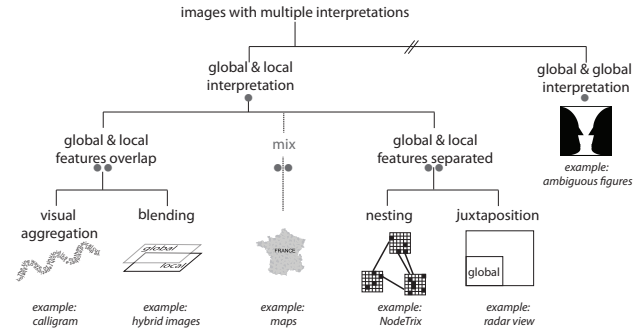 images with multiple interpretations
global & local
interpretation
global & global
interpretation
example:
ambiguous figures
global & local
features overlap
mix
global & local
features separated
visual
aggregation
blending
nesting
juxtaposition
global
local
FRANCE
global
example:
calligram
example:
hybrid images
example:
maps
example:
NodeTrix
example:
radar view